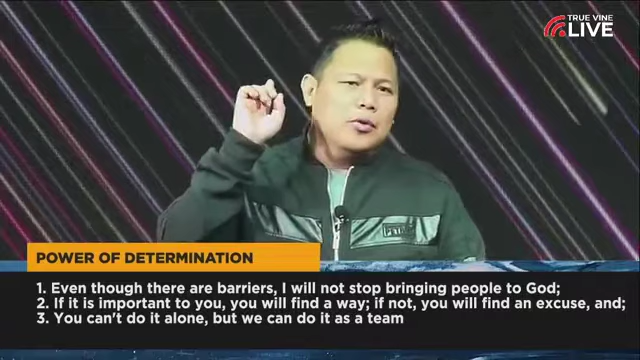 TRUE VINE
LIVE
PETROL
POWER OF DETERMINATION
1. Even though there are barriers, I will not stop bringing people to God;
2. If it is important to you, you will find a way; if not, you will find an excuse, and;
3. You can't do it alone, but we can do it as a team